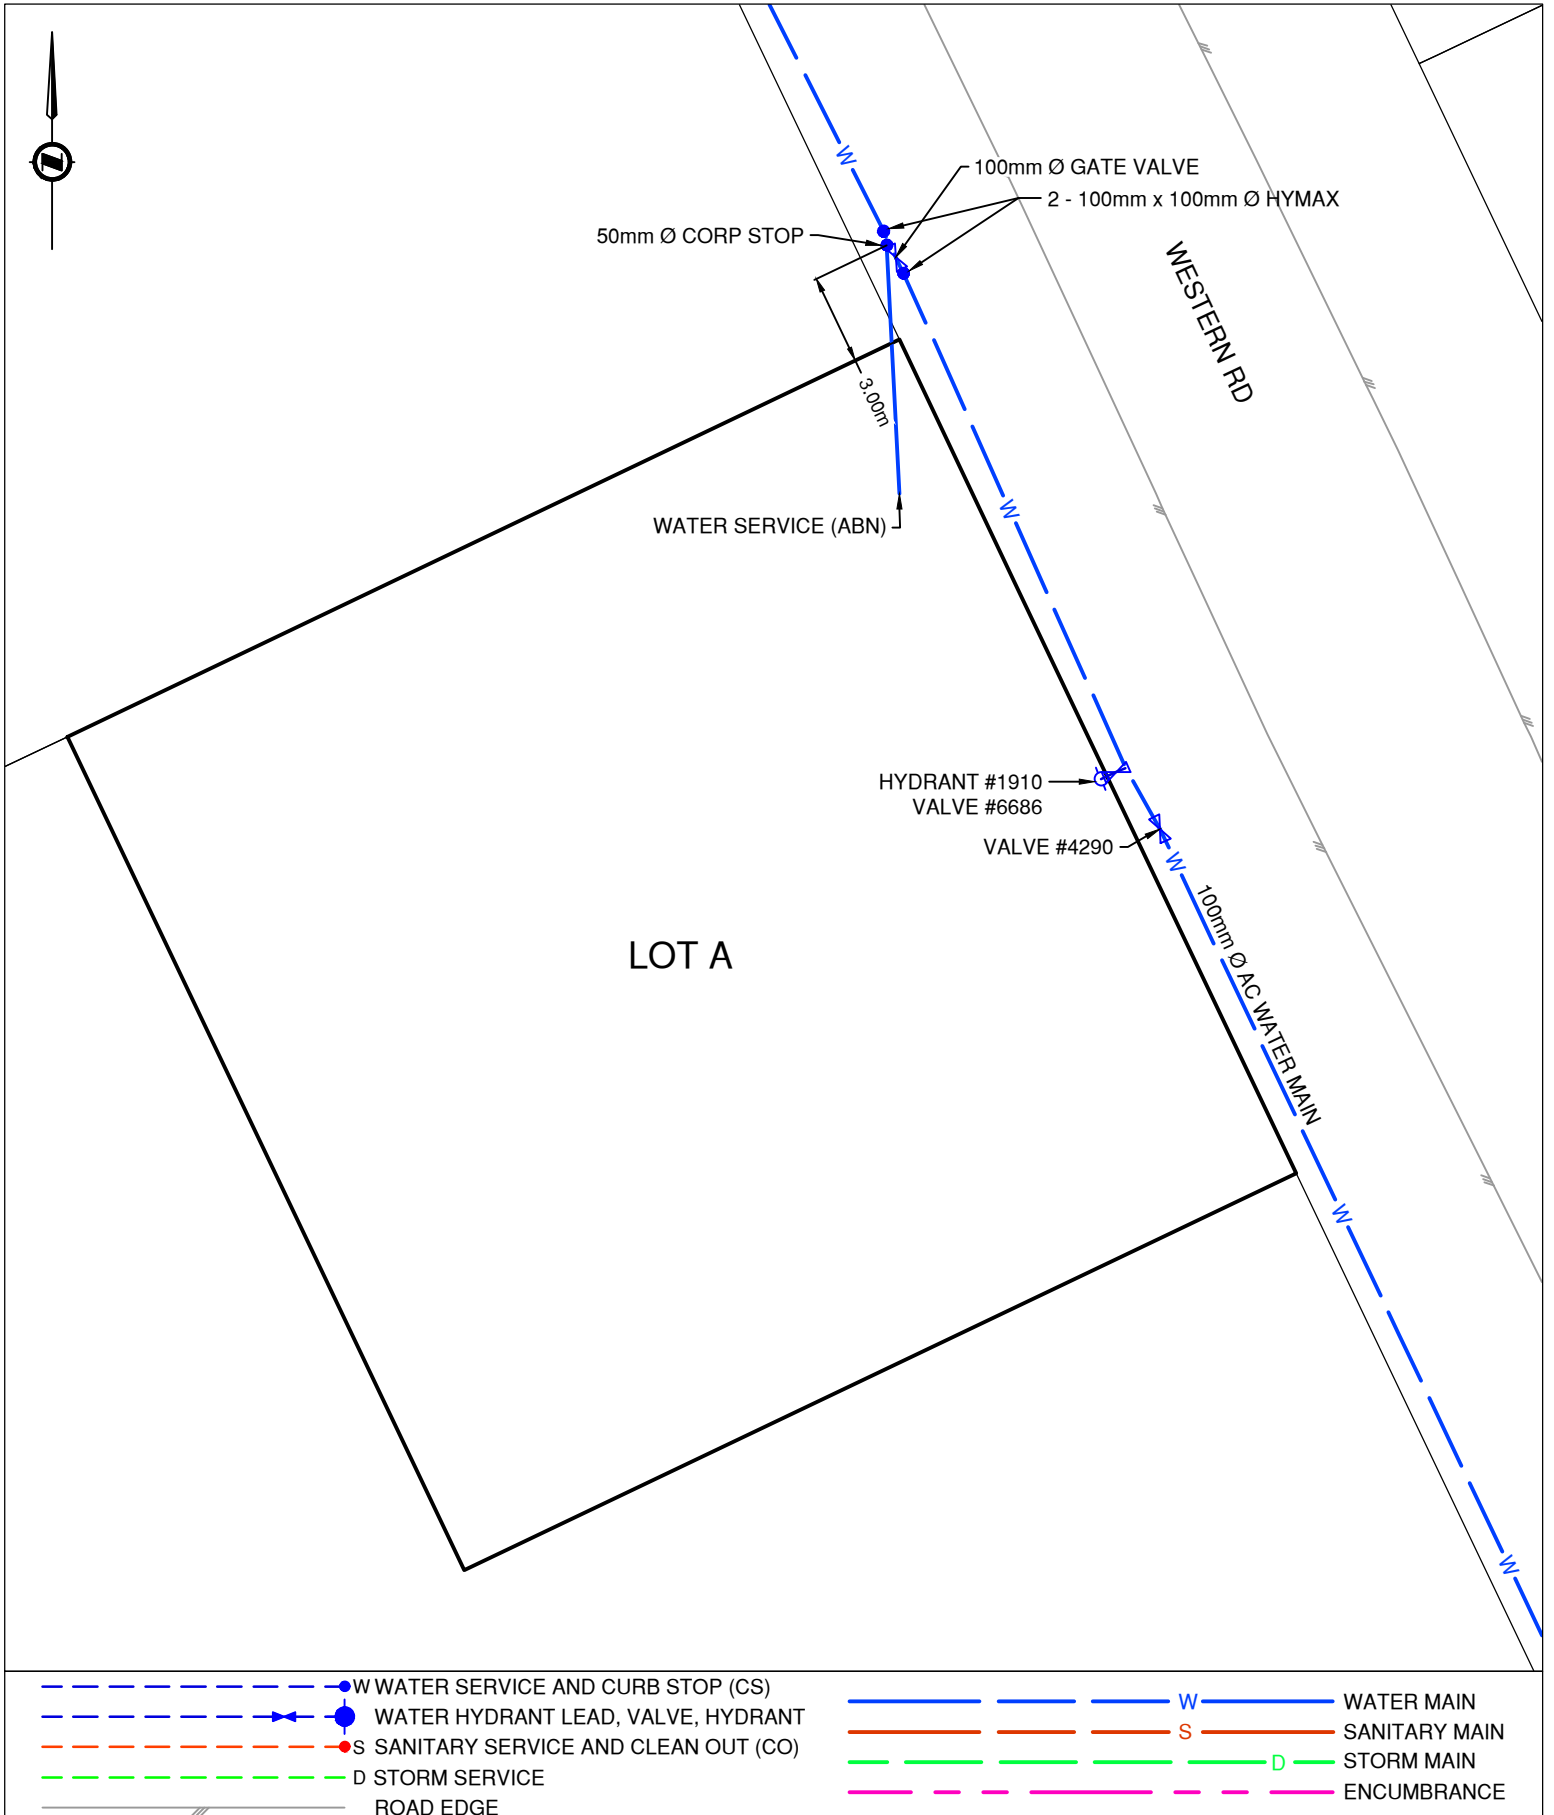 W
100mm Ø GATE VALVE
2 - 100mm x 100mm Ø HYMAX
50mm Ø CORP STOP
WESTERN RD
3.00m
W
WATER SERVICE (ABN)
HYDRANT #1910
VALVE #6686
VALVE #4290
W
100mm Ø AC WATER MAIN
LOT A
W
W
W WATER SERVICE AND CURB STOP (CS)
WATER HYDRANT LEAD, VALVE, HYDRANT
S SANITARY SERVICE AND CLEAN OUT (CO)
D STORM SERVICE
ROAD EDGE
W WATER MAIN
S SANITARY MAIN
D STORM MAIN
ENCUMBRANCE